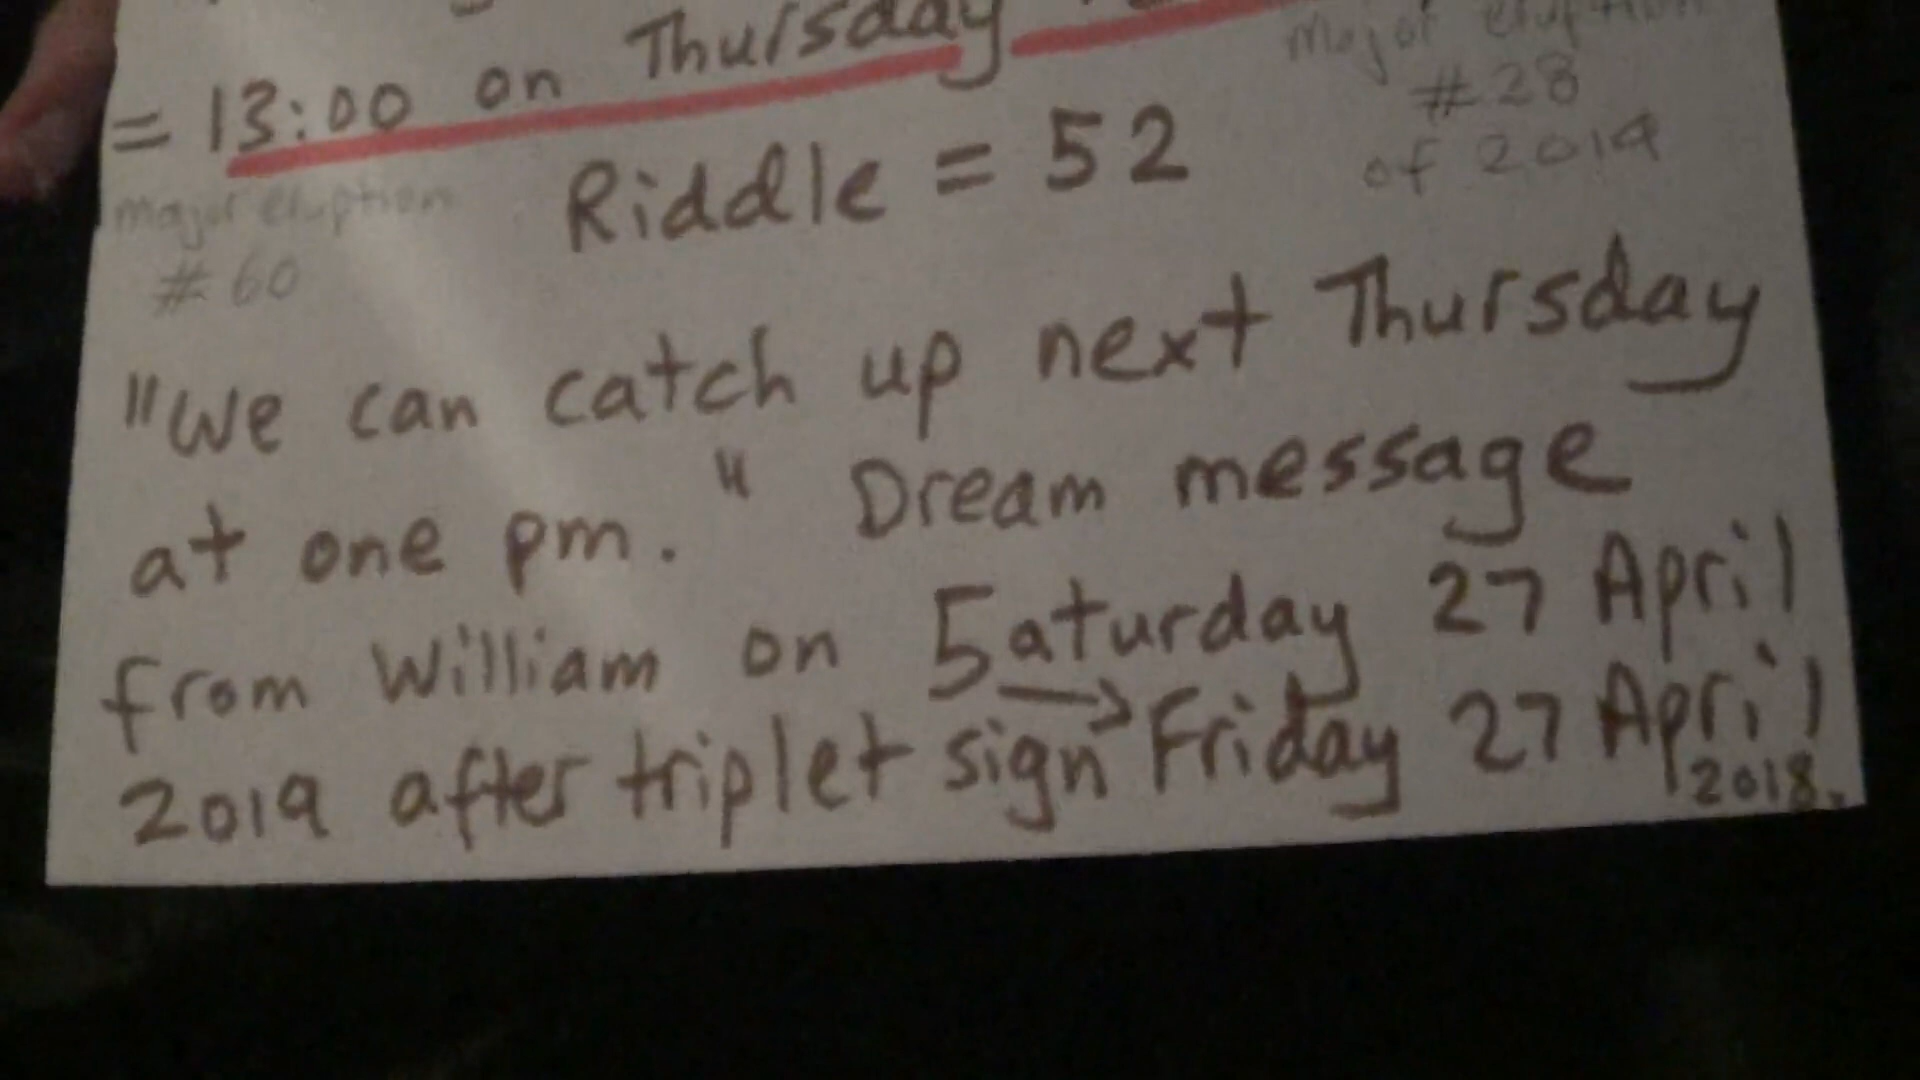 = 13:00 on Thursday
major eruption
#28
of 2019
Riddle = 52
major eruption
#60
"We can catch up next Thursday
at one pm." Dream message
from William on Saturday 27 April
2019 after triplet sign → Friday 27 April
2018.